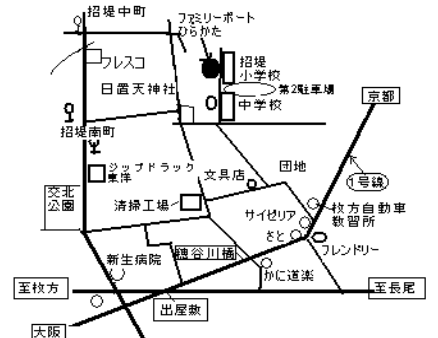 招堤中町
ファミリーポート
ひらかた
フレスコ
招堤
小学校
日置天神社
第2駐車場
中学校
京都
招堤南町
団地
ジップドラック
東洋
文具店
1号線
交北
公園
清掃工場
枚方自動車
教習所
サイゼリア
さと
フレンドリー
新生病院
穂谷川橋
かに道楽
至枚方
至長尾
出屋敷
大阪